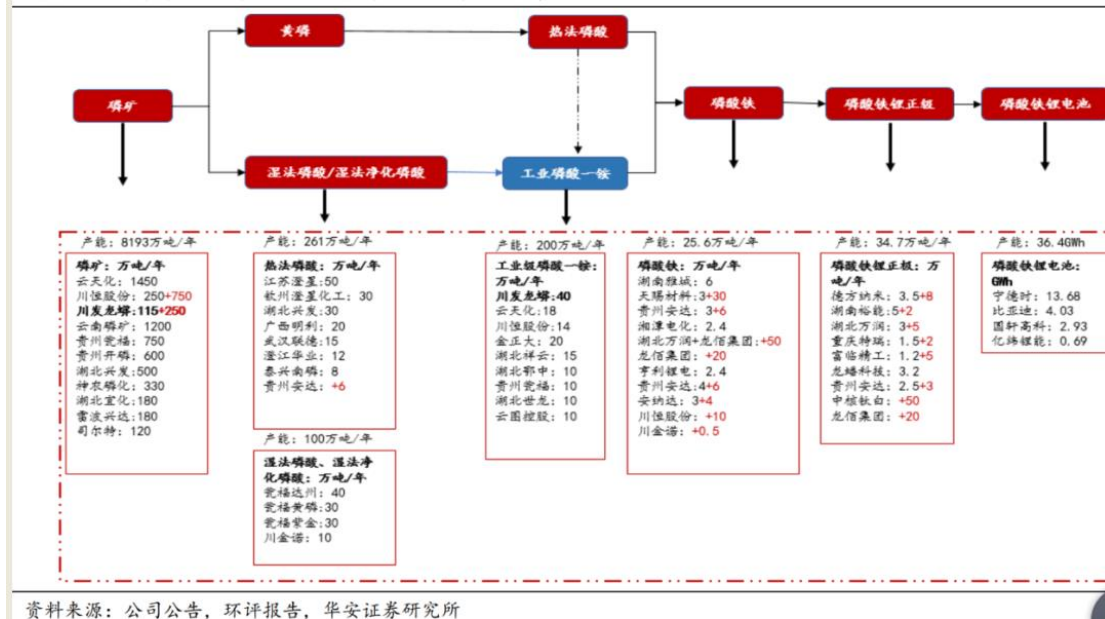 黄磷
热法磷酸
磷矿
磷酸铁
磷酸铁锂正极
磷酸铁锂电池
湿法磷酸/湿法净化磷酸
工业磷酸一铵
产能：8193万吨/年
磷矿：万吨/年
云天化：1450
川恒股份：250+750
川发龙蟒：115+250
云南磷矿：1200
贵州瓮福：750
贵州开磷：600
湖北兴发:500
神农磷化：330
湖北宜化:180
雷波兴达:180
司尔特：120
产能：261万吨/年
热法磷酸：万吨/年
江苏澄星:50
钦州澄星化工：30
湖北兴发:30
广西明利：20
武汉联德：15
澄江华业：12
泰兴南磷：8
贵州安达：+6
产能：100万吨/年
湿法磷酸、湿法净
化磷酸：万吨/年
瓮福达州：40
瓮福黄磷:30
瓮福紫金:30
川金诺：10
产能：200万吨/年
工业级磷酸一铵：
万吨/年
川发龙蟒:40
云天化:18
川恒股份:14
金正大：20
湖北祥云：15
湖北鄂中：10
贵州瓮福：10
湖北世龙：10
云图控股：10
产能：25.6万吨/年
磷酸铁：万吨/年
湖南雅城：6
天赐材料:3+30
贵州安达：3+6
湘潭电化：2.4
湖北万润+龙佰集团:+50
龙佰集团：+20
亨利锂电：2.4
贵州安达:4+6
安纳达：3+4
川恒股份：+10
川金诺：+0.5
产能：34.7万吨/年
磷酸铁锂正极：万
吨/年
德方纳米：3.5+8
湖南裕能：5+2
湖北万润：3+5
重庆特瑞：1.5+2
富临精工：1.2+5
龙蟠科技：3.2
贵州安达：2.5+3
中核钛白：+50
龙佰集团：+20
产能：36.4GWh
磷酸铁锂电池：
GWh
宁德时：13.68
比亚迪：4.03
国轩高科：2.93
亿纬锂能：0.69
资料来源：公司公告，环评报告，华安证券研究所